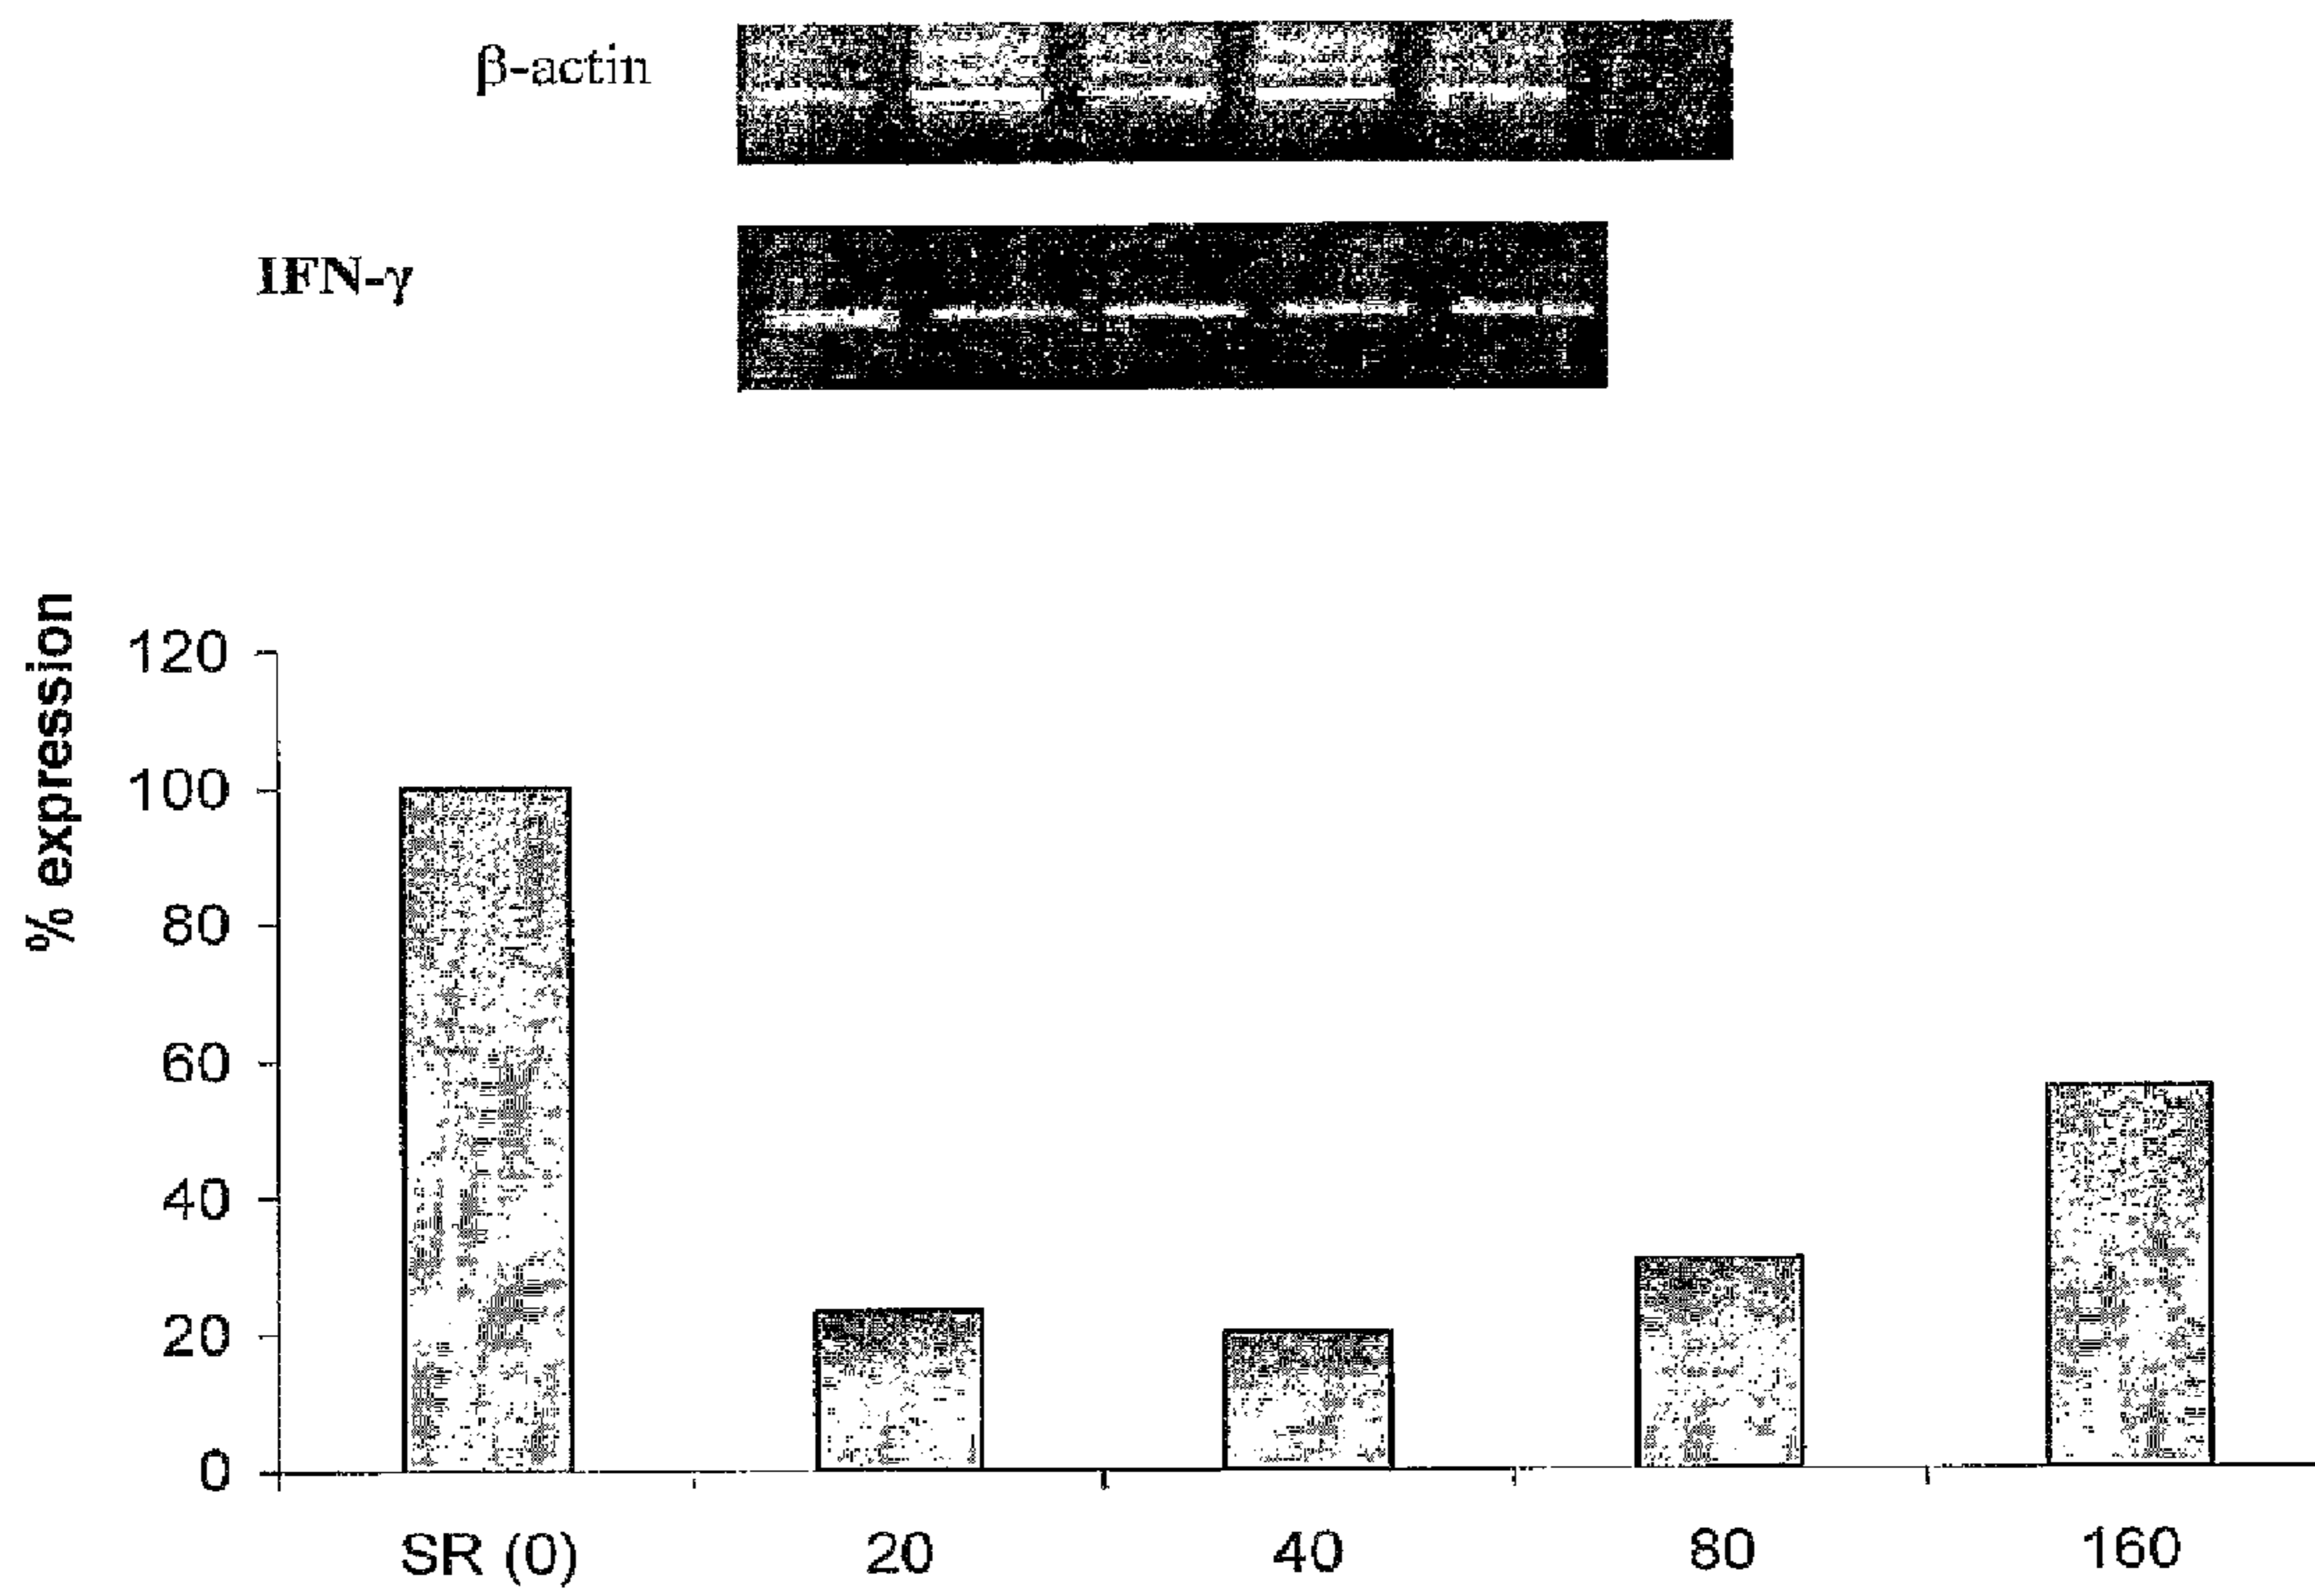 β-actin
IFN-γ
% expression
120
100
80
60
40
20
0
SR (0) 20 40 80 160